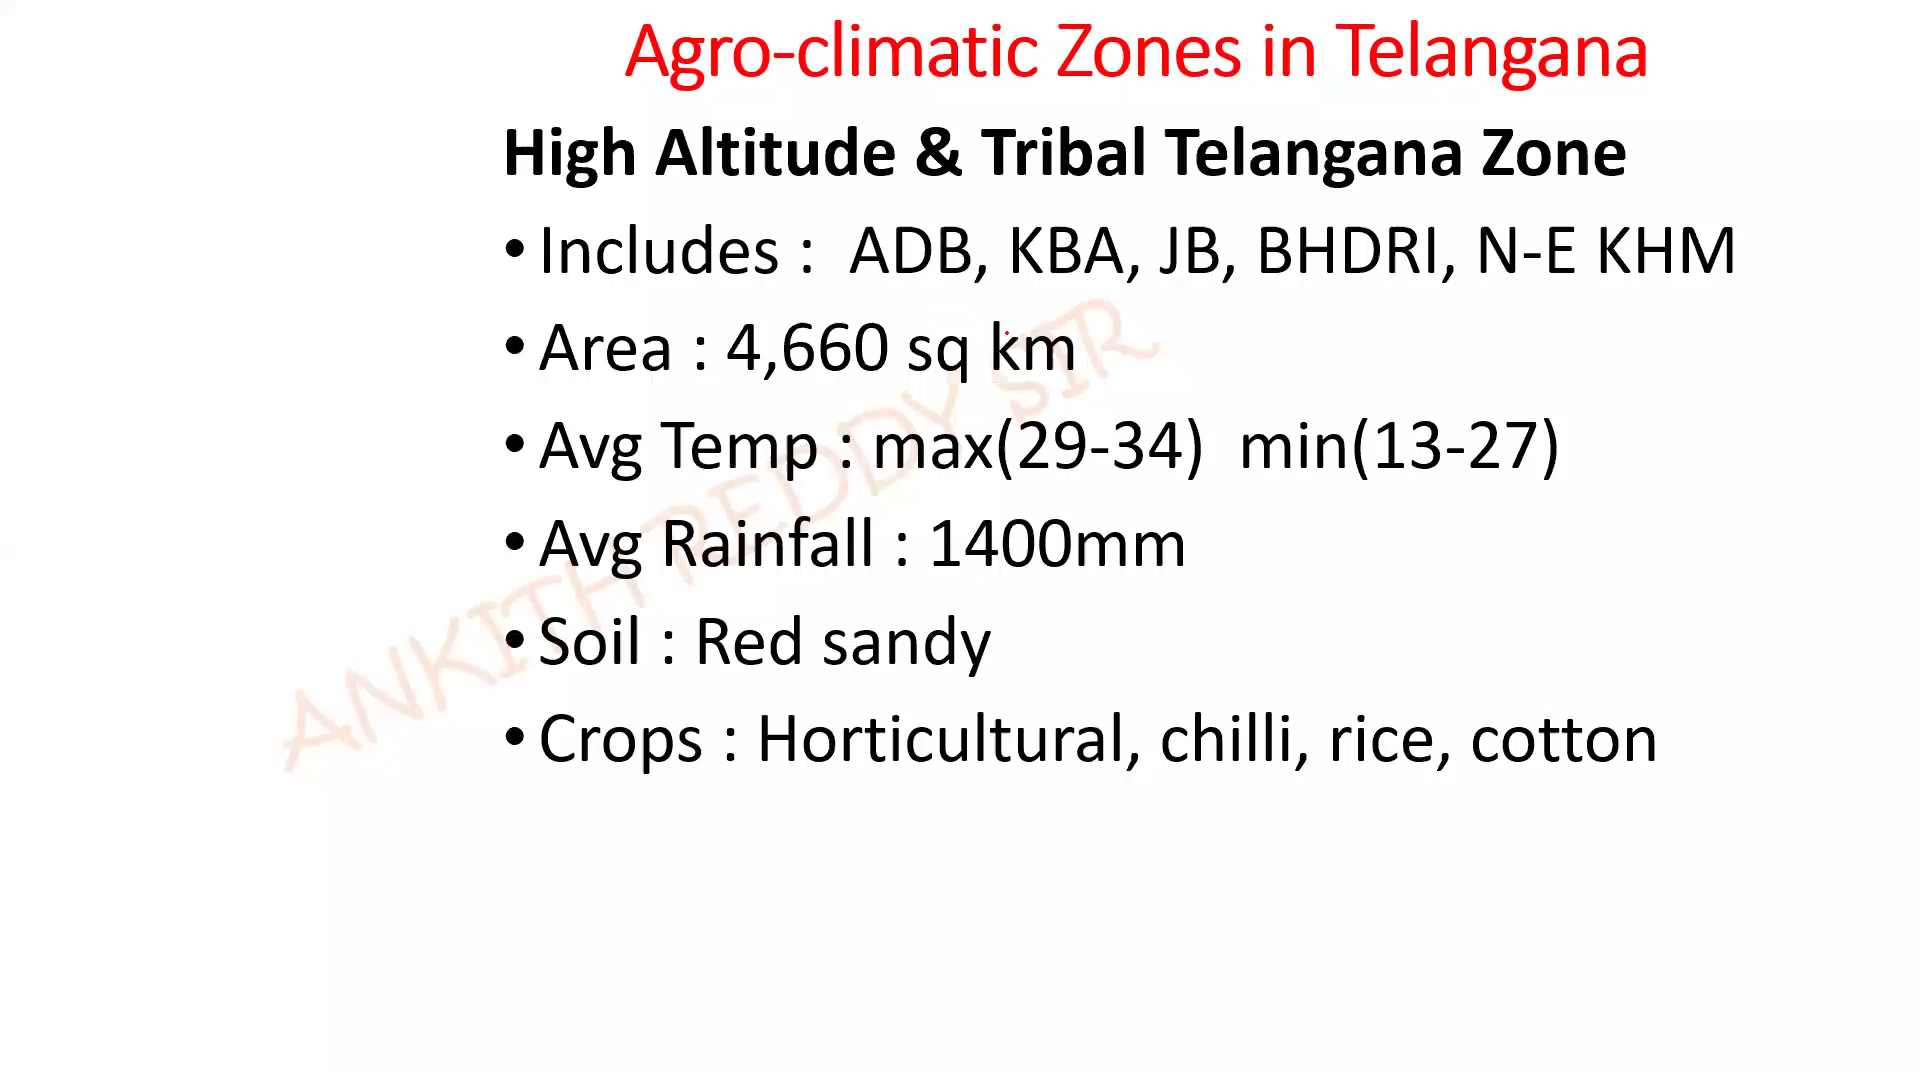 Agro-climatic Zones in Telangana
High Altitude & Tribal Telangana Zone
• Includes : ADB, KBA, JB, BHDRI, N-E KHM
• Area : 4,660 sq km
• Avg Temp : max(29-34) min(13-27)
• Avg Rainfall : 1400mm
• Soil : Red sandy
• Crops : Horticultural, chilli, rice, cotton
ANKITH REDDY SIR